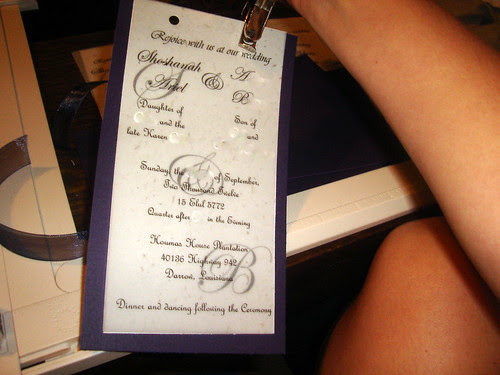 Rejoice with us at our wedding
Shoshanah & A
Ariel B
Daughter of Son of
and the and
late Karen
Sunday, the of September,
Two Thousand Twelve
15 Elul 5772
Quarter after in the Evening
Houmas House Plantation
40136 Highway 942
Darrow, Louisiana
B
Dinner and dancing following the Ceremony